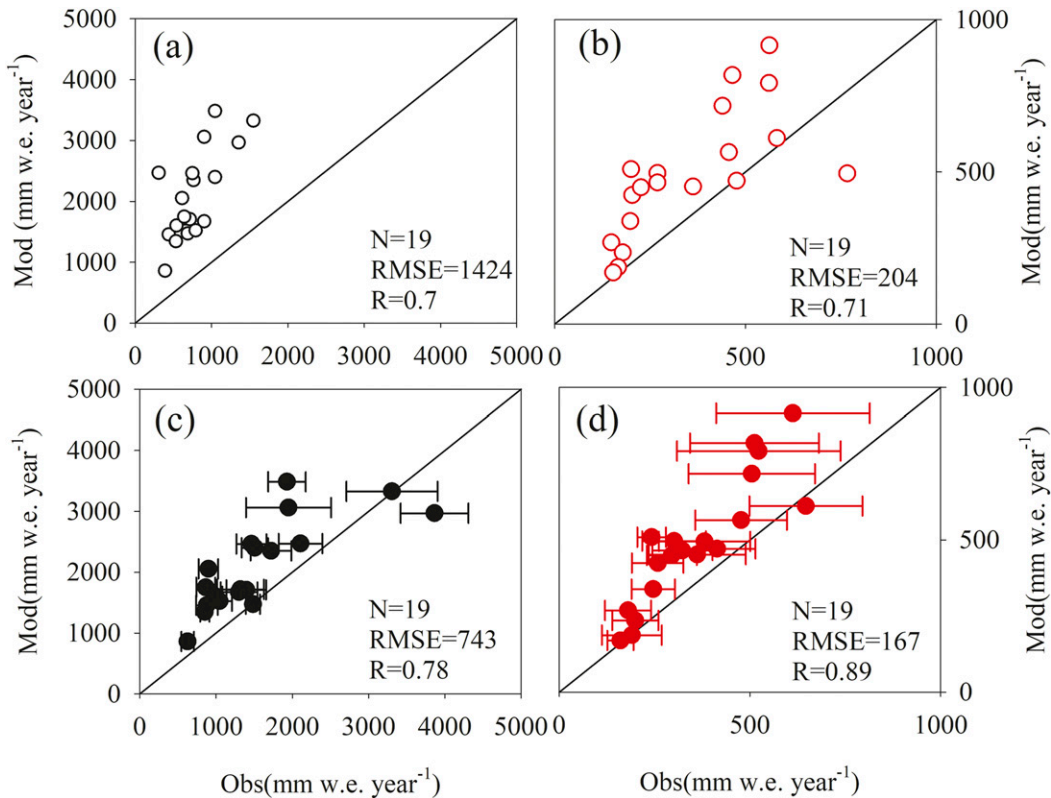 (a)
5000
4000
3000
2000
1000
0
Mod (mm w.e. year⁻¹)
N=19
RMSE=1424
R=0.7
0 1000 2000 3000 4000 5000
(b)
1000
500
0
Mod(mm w.e. year⁻¹)
N=19
RMSE=204
R=0.71
0 500 1000
(c)
5000
4000
3000
2000
1000
0
Mod(mm w.e. year⁻¹)
N=19
RMSE=743
R=0.78
0 1000 2000 3000 4000 5000
Obs(mm w.e. year⁻¹)
(d)
1000
500
0
Mod(mm w.e. year⁻¹)
N=19
RMSE=167
R=0.89
0 500 1000
Obs(mm w.e. year⁻¹)